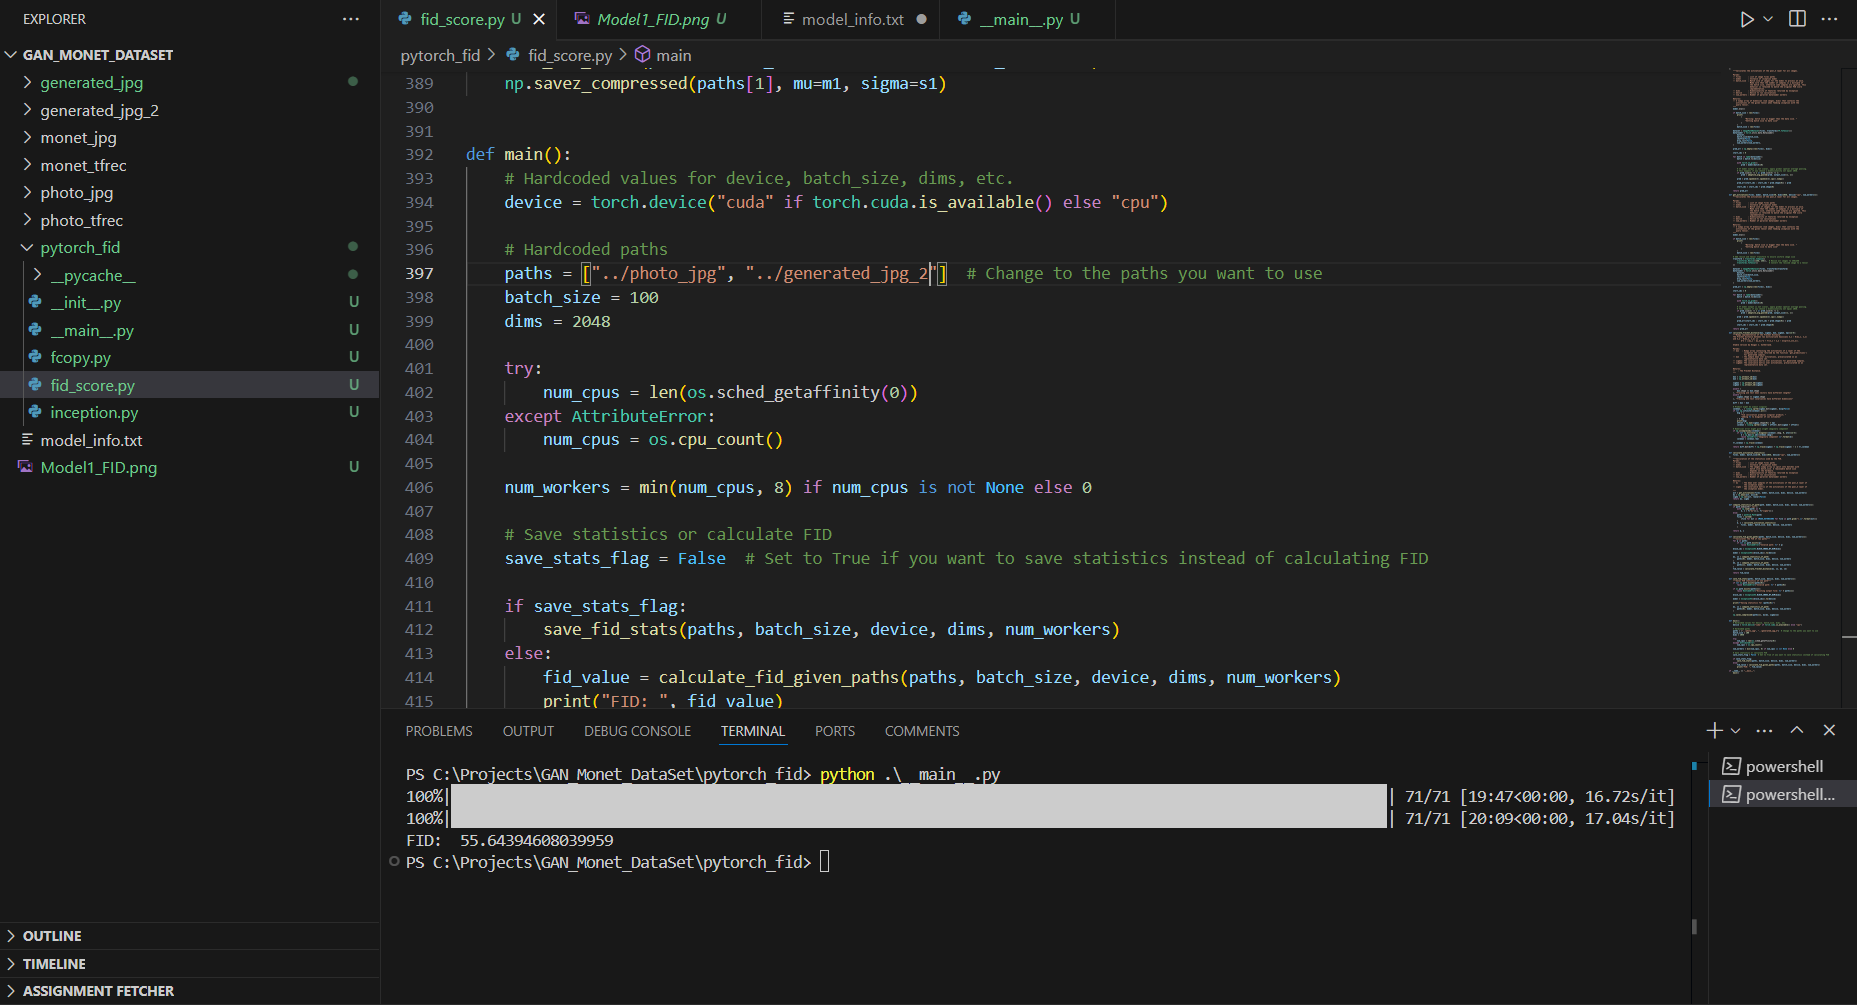 EXPLORER
GAN_MONET_DATASET
generated_jpg
generated_jpg_2
monet_jpg
monet_tfrec
photo_jpg
photo_tfrec
pytorch_fid
__pycache__
__init__.py U
__main__.py U
fcopy.py U
fid_score.py U
inception.py U
model_info.txt
Model1_FID.png U
OUTLINE
TIMELINE
ASSIGNMENT FETCHER
fid_score.py U
Model1_FID.png U
model_info.txt
__main__.py U
pytorch_fid > fid_score.py > main
389 np.savez_compressed(paths[1], mu=m1, sigma=s1)
390
391
392 def main():
393 # Hardcoded values for device, batch_size, dims, etc.
394 device = torch.device("cuda" if torch.cuda.is_available() else "cpu")
395
396 # Hardcoded paths
397 paths = ["../photo_jpg", "../generated_jpg_2"] # Change to the paths you want to use
398 batch_size = 100
399 dims = 2048
400
401 try:
402 num_cpus = len(os.sched_getaffinity(0))
403 except AttributeError:
404 num_cpus = os.cpu_count()
405
406 num_workers = min(num_cpus, 8) if num_cpus is not None else 0
407
408 # Save statistics or calculate FID
409 save_stats_flag = False # Set to True if you want to save statistics instead of calculating FID
410
411 if save_stats_flag:
412 save_fid_stats(paths, batch_size, device, dims, num_workers)
413 else:
414 fid_value = calculate_fid_given_paths(paths, batch_size, device, dims, num_workers)
415 print("FID: ", fid_value)
PROBLEMS OUTPUT DEBUG CONSOLE TERMINAL PORTS COMMENTS
PS C:\Projects\GAN_Monet_DataSet\pytorch_fid> python .\__main__.py
100%| | 71/71 [19:47<00:00, 16.72s/it]
100%| | 71/71 [20:09<00:00, 17.04s/it]
FID: 55.64394608039959
PS C:\Projects\GAN_Monet_DataSet\pytorch_fid>
powershell
powershell...